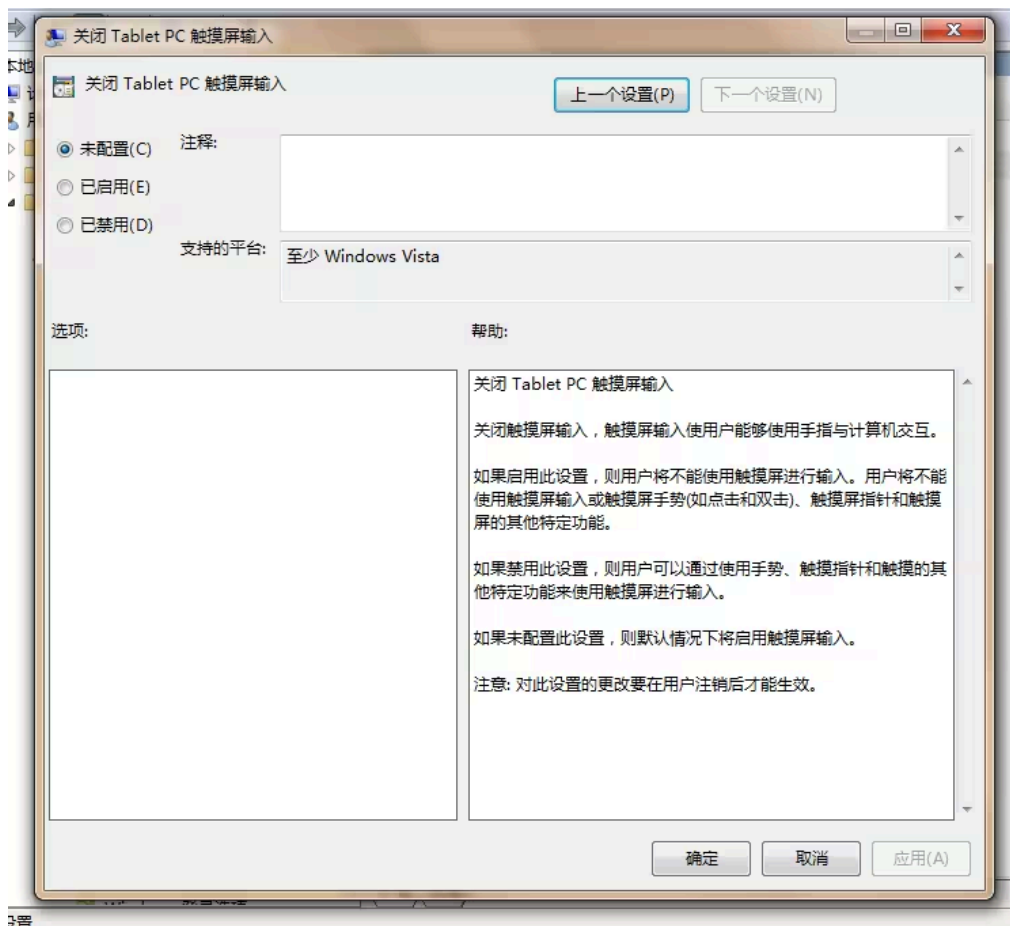 关闭 Tablet PC 触摸屏输入
本地
关闭 Tablet PC 触摸屏输入
上一个设置(P)
下一个设置(N)
未配置(C)
注释:
已启用(E)
已禁用(D)
支持的平台:
至少 Windows Vista
选项:
帮助:
关闭 Tablet PC 触摸屏输入
关闭触摸屏输入，触摸屏输入使用户能够使用手指与计算机交互。
如果启用此设置，则用户将不能使用触摸屏进行输入。用户将不能
使用触摸屏输入或触摸屏手势(如点击和双击)、触摸屏指针和触摸
屏的其他特定功能。
如果禁用此设置，则用户可以通过使用手势、触摸指针和触摸的其
他特定功能来使用触摸屏进行输入。
如果未配置此设置，则默认情况下将启用触摸屏输入。
注意: 对此设置的更改要在用户注销后才能生效。
确定
取消
应用(A)